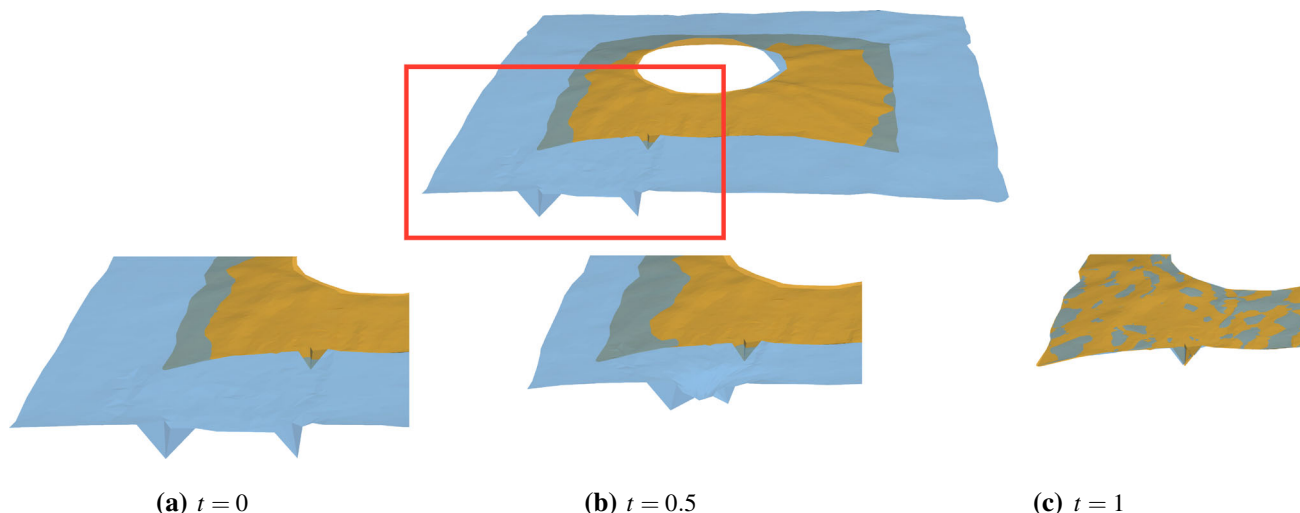 (a) t = 0
(b) t = 0.5
(c) t = 1